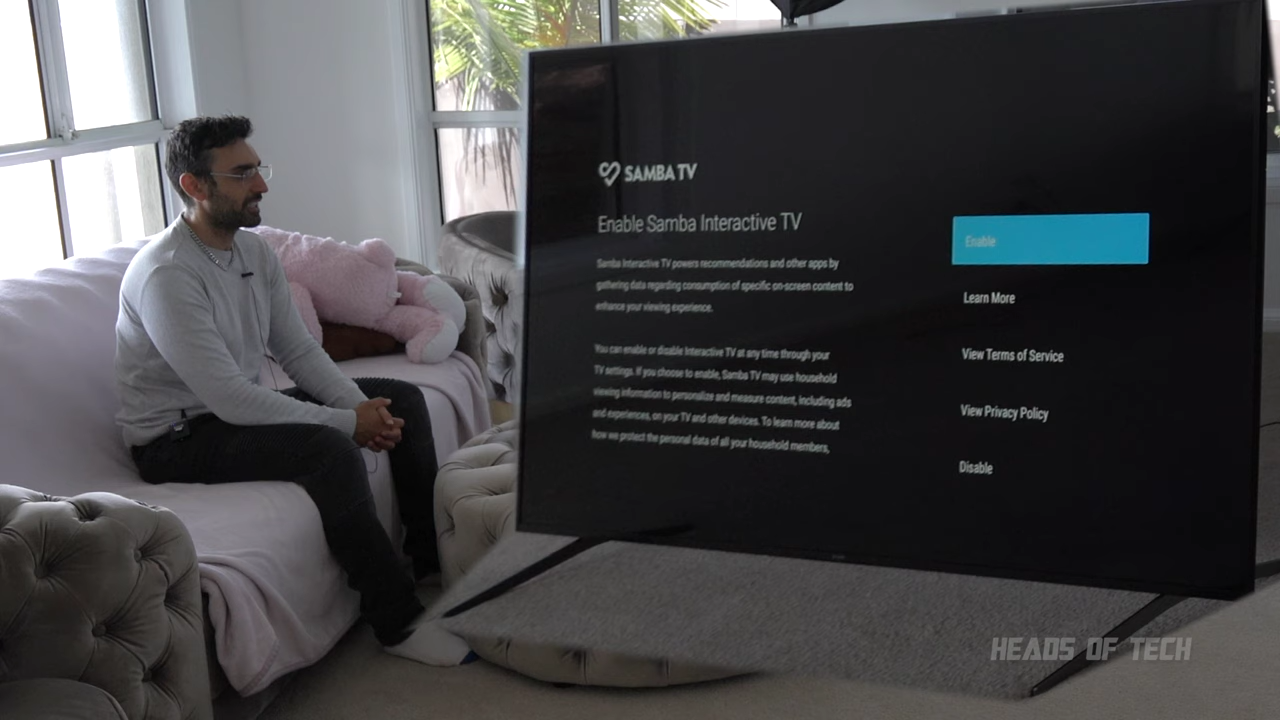 SAMBA TV
Enable Samba Interactive TV
Samba Interactive TV powers recommendations and other apps by
gathering data regarding consumption of specific on-screen content to
enhance your viewing experience.
You can enable or disable Interactive TV at any time through your
TV settings. If you choose to enable, Samba TV may use household
viewing information to personalize and measure content, including ads
and experiences, on your TV and other devices. To learn more about
how we protect the personal data of all your household members,
Enable
Learn More
View Terms of Service
View Privacy Policy
Disable
HEADS OF TECH